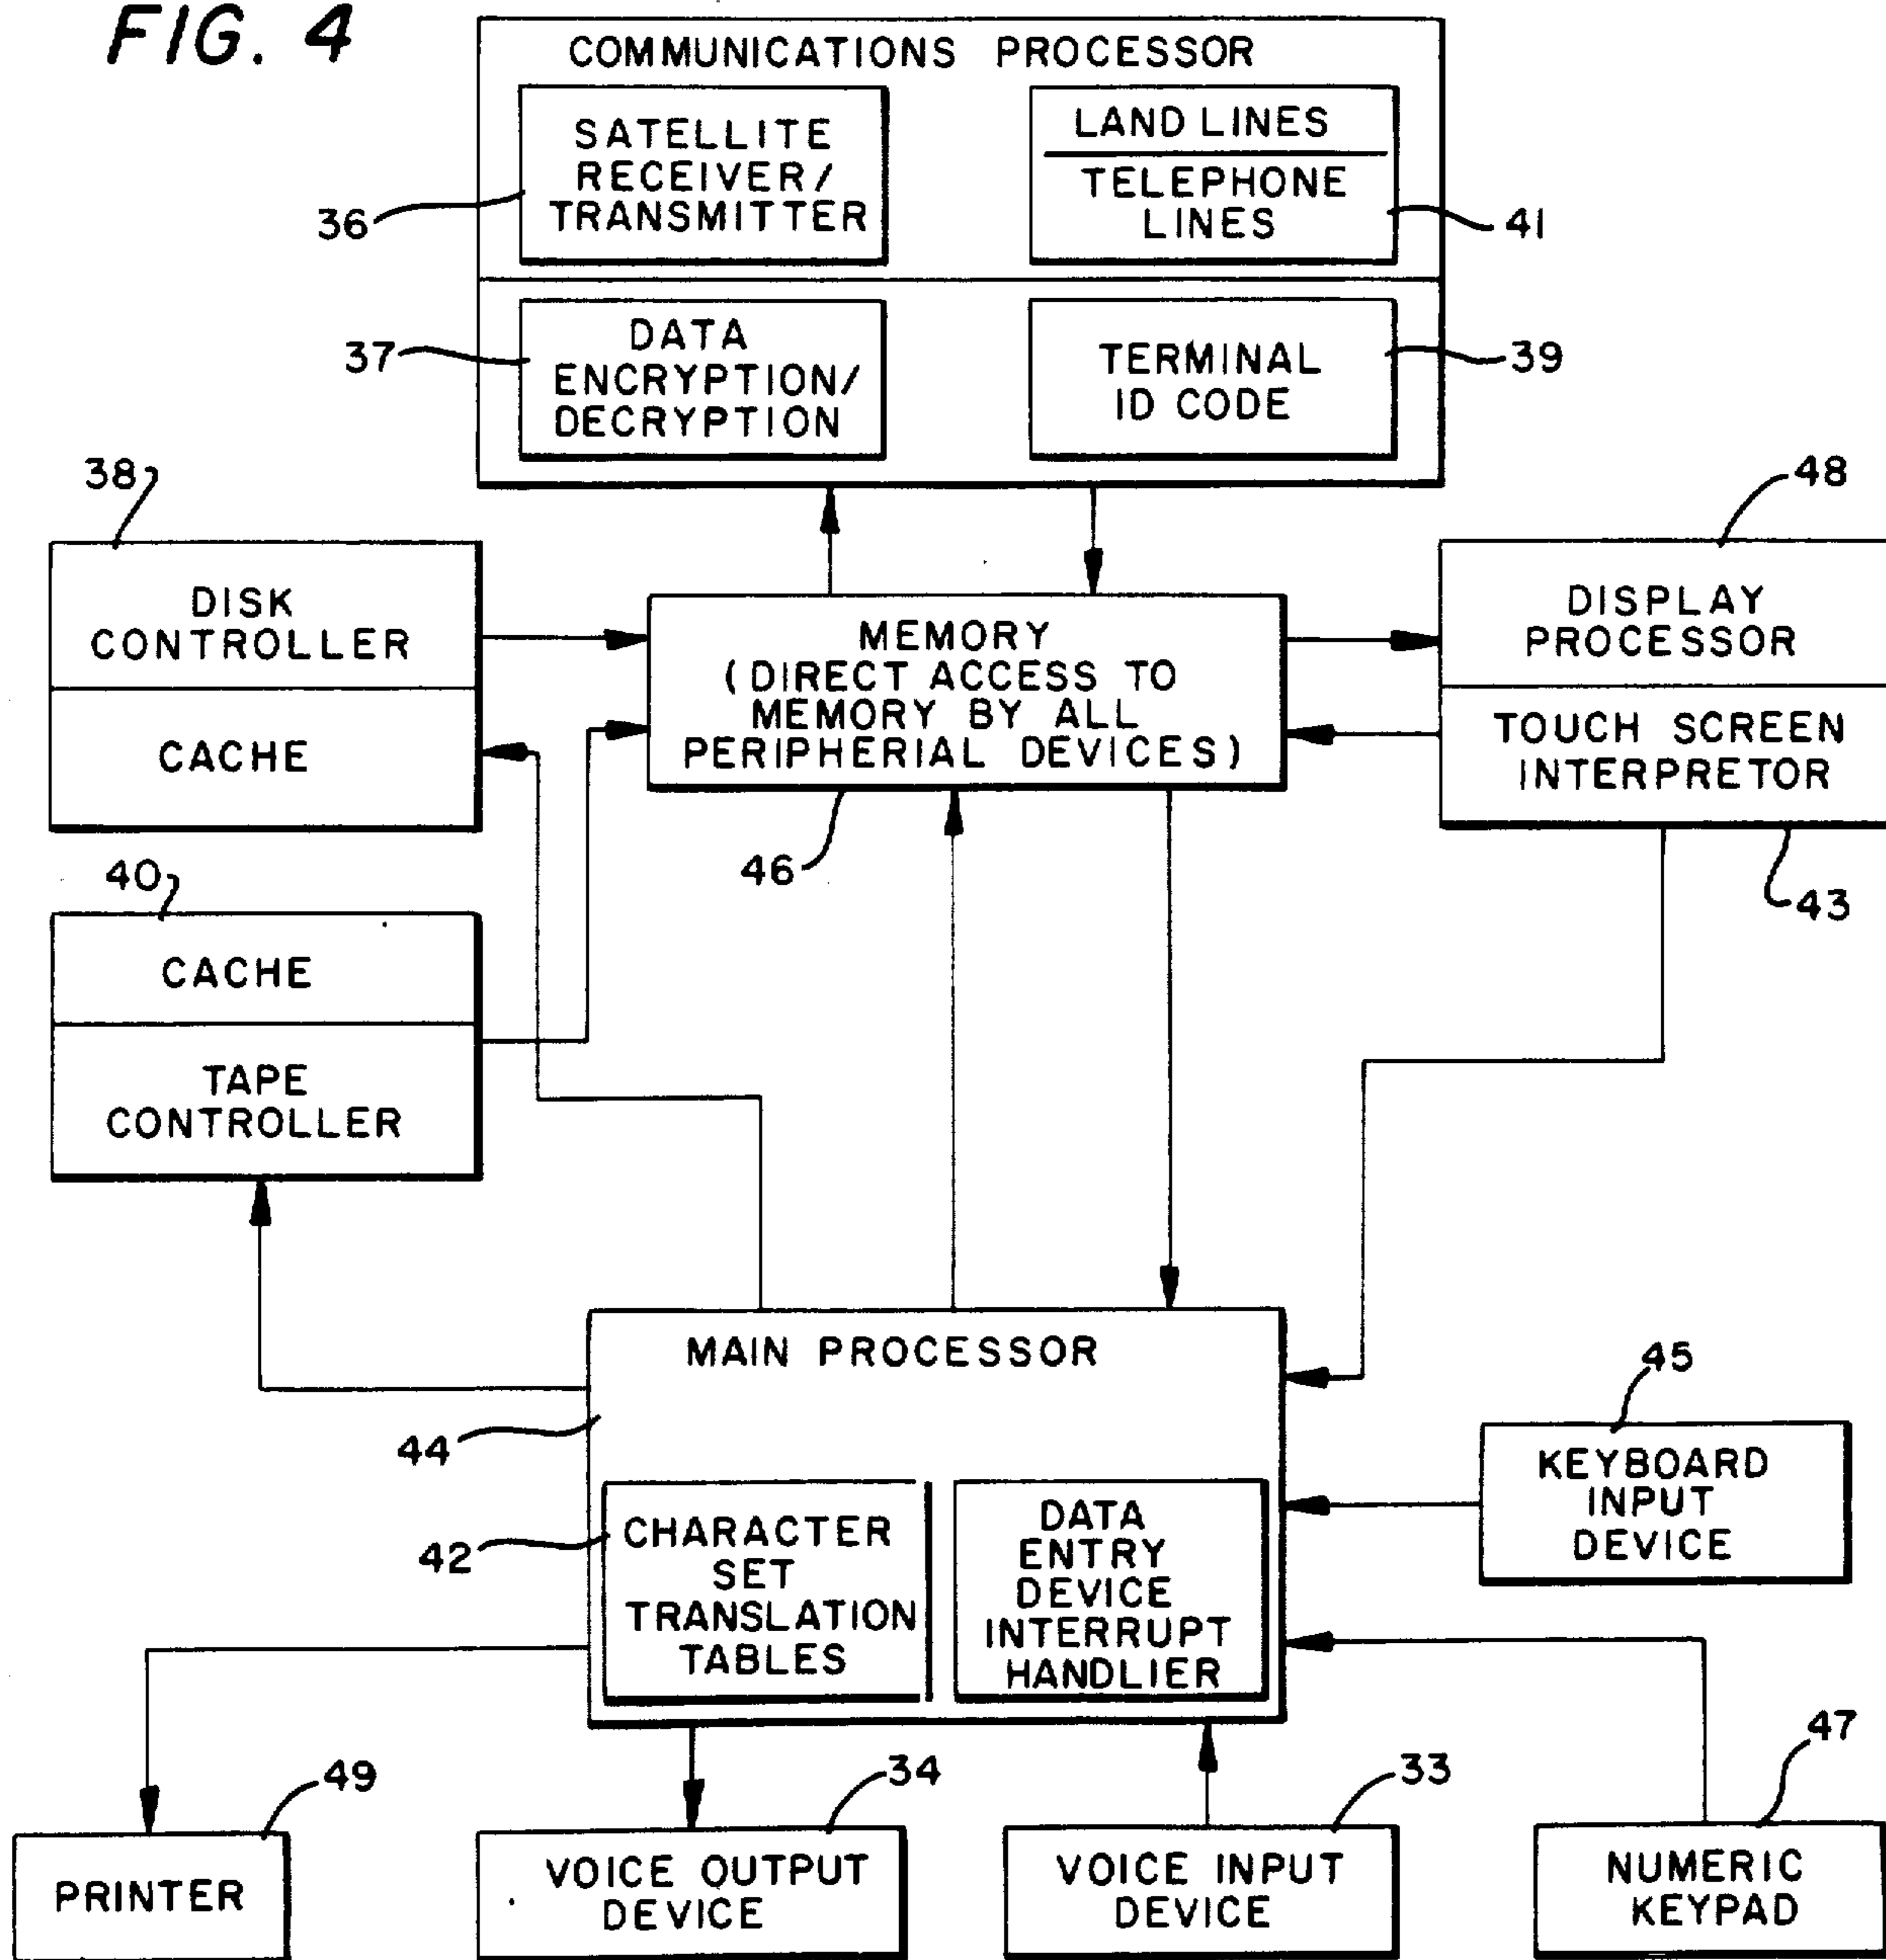 FIG. 4
COMMUNICATIONS PROCESSOR
SATELLITE
RECEIVER/
TRANSMITTER
36
LAND LINES
TELEPHONE
LINES
41
DATA
ENCRYPTION/
DECRYPTION
37
TERMINAL
ID CODE
39
38
DISK
CONTROLLER
CACHE
MEMORY
(DIRECT ACCESS TO
MEMORY BY ALL
PERIPHERIAL DEVICES)
46
48
DISPLAY
PROCESSOR
TOUCH SCREEN
INTERPRETOR
43
40
CACHE
TAPE
CONTROLLER
MAIN PROCESSOR
44
42
CHARACTER
SET
TRANSLATION
TABLES
DATA
ENTRY
DEVICE
INTERRUPT
HANDLIER
45
KEYBOARD
INPUT
DEVICE
49
PRINTER
34
VOICE OUTPUT
DEVICE
33
VOICE INPUT
DEVICE
47
NUMERIC
KEYPAD